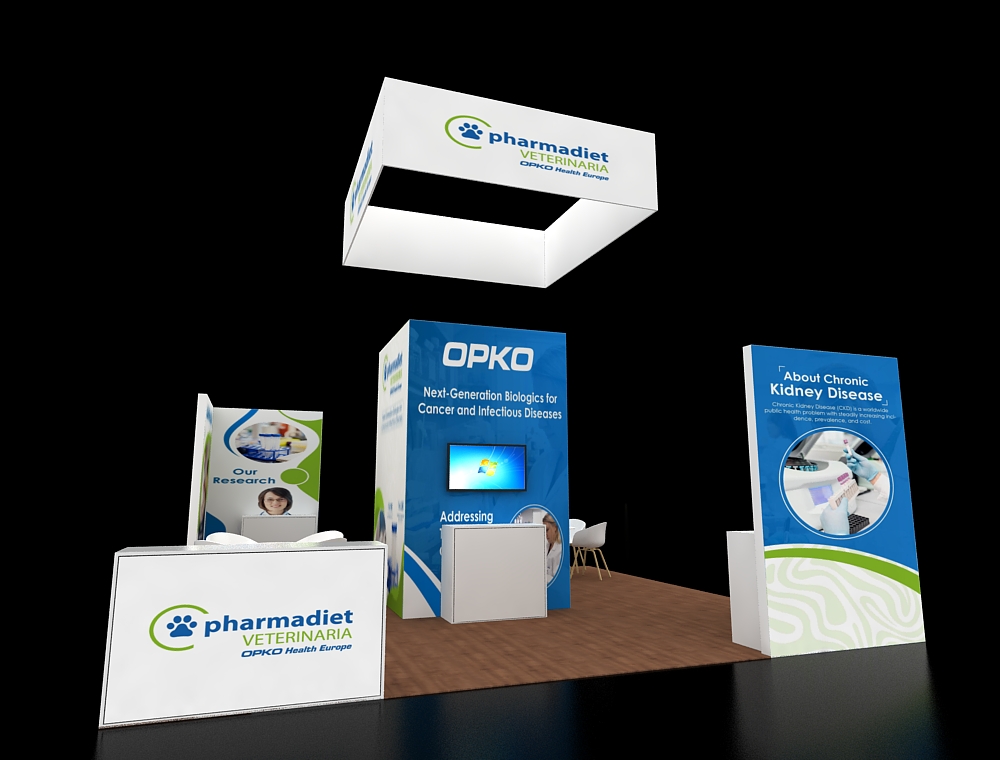 pharmadiet
VETERINARIA
OPKO Health Europe
OPKO
Next-Generation Biologics for
Cancer and Infectious Diseases
Addressing
About Chronic
Kidney Disease
Chronic Kidney Disease (CKD) is a worldwide
public health problem with steadily increasing inci-
dence, prevalence, and cost.
Our
Research
pharmadiet
VETERINARIA
OPKO Health Europe